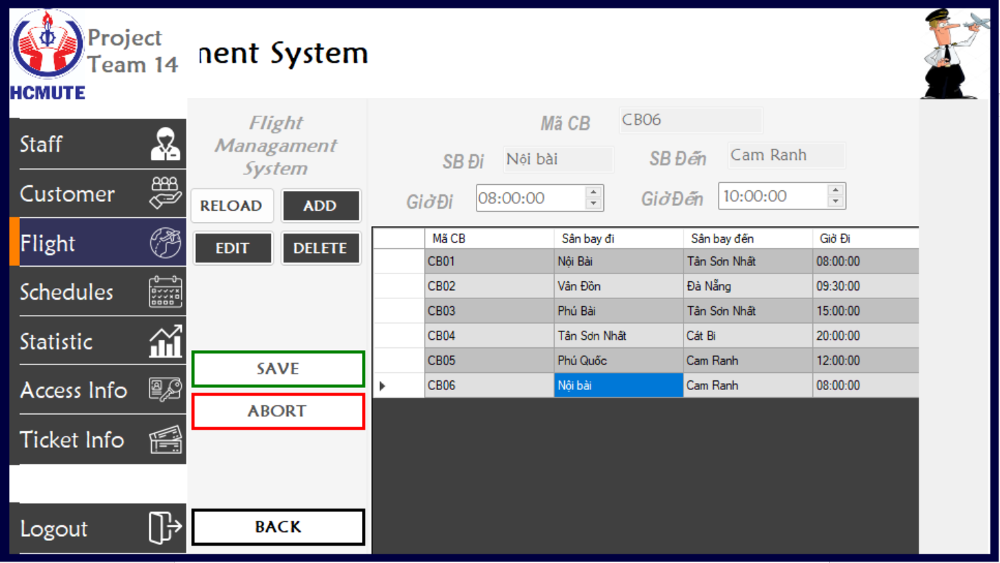 Project
Team 14
HCMUTE
ment System
Staff
Customer
Flight
Schedules
Statistic
Access Info
Ticket Info
Logout
Flight
Managament
System
RELOAD ADD
EDIT DELETE
SAVE
ABORT
BACK
Mã CB CB06
SB Đi Nội bài SB Đến Cam Ranh
Giờ Đi 08:00:00 Giờ Đến 10:00:00
Mã CB Sân bay đi Sân bay đến Giờ Đi
CB01 Nội Bài Tân Sơn Nhất 08:00:00
CB02 Vân Đồn Đà Nẵng 09:30:00
CB03 Phú Bài Tân Sơn Nhất 15:00:00
CB04 Tân Sơn Nhất Cát Bi 20:00:00
CB05 Phú Quốc Cam Ranh 12:00:00
CB06 Nội bài Cam Ranh 08:00:00